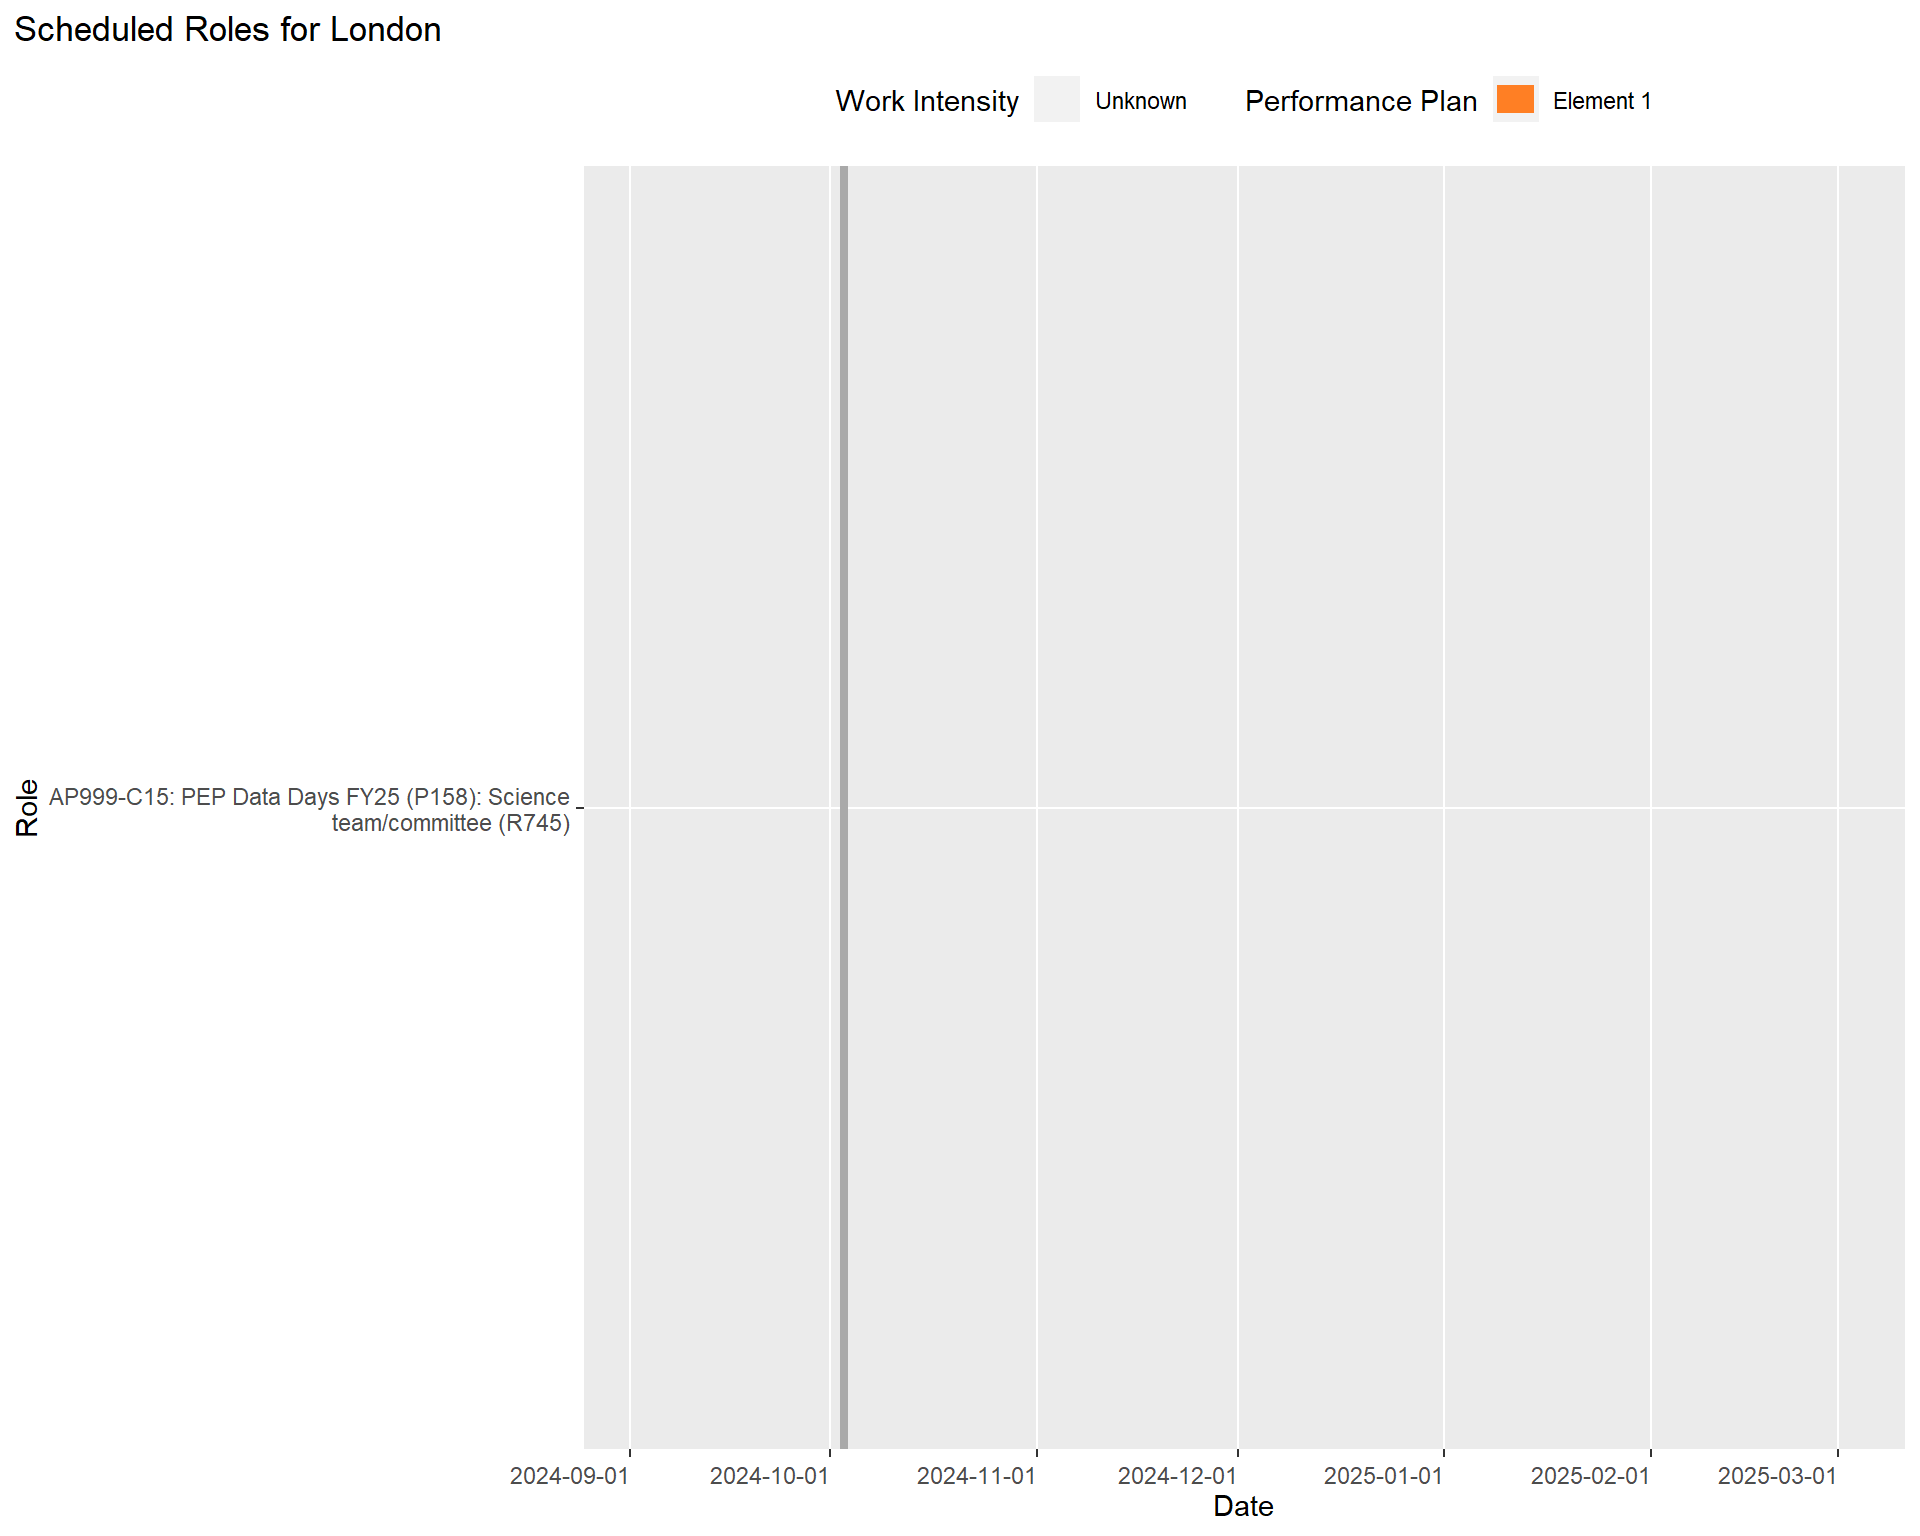 Scheduled Roles for London
Work Intensity Unknown Performance Plan Element 1
Role
AP999-C15: PEP Data Days FY25 (P158): Science
team/committee (R745)
2024-09-01 2024-10-01 2024-11-01 2024-12-01 2025-01-01 2025-02-01 2025-03-01
Date